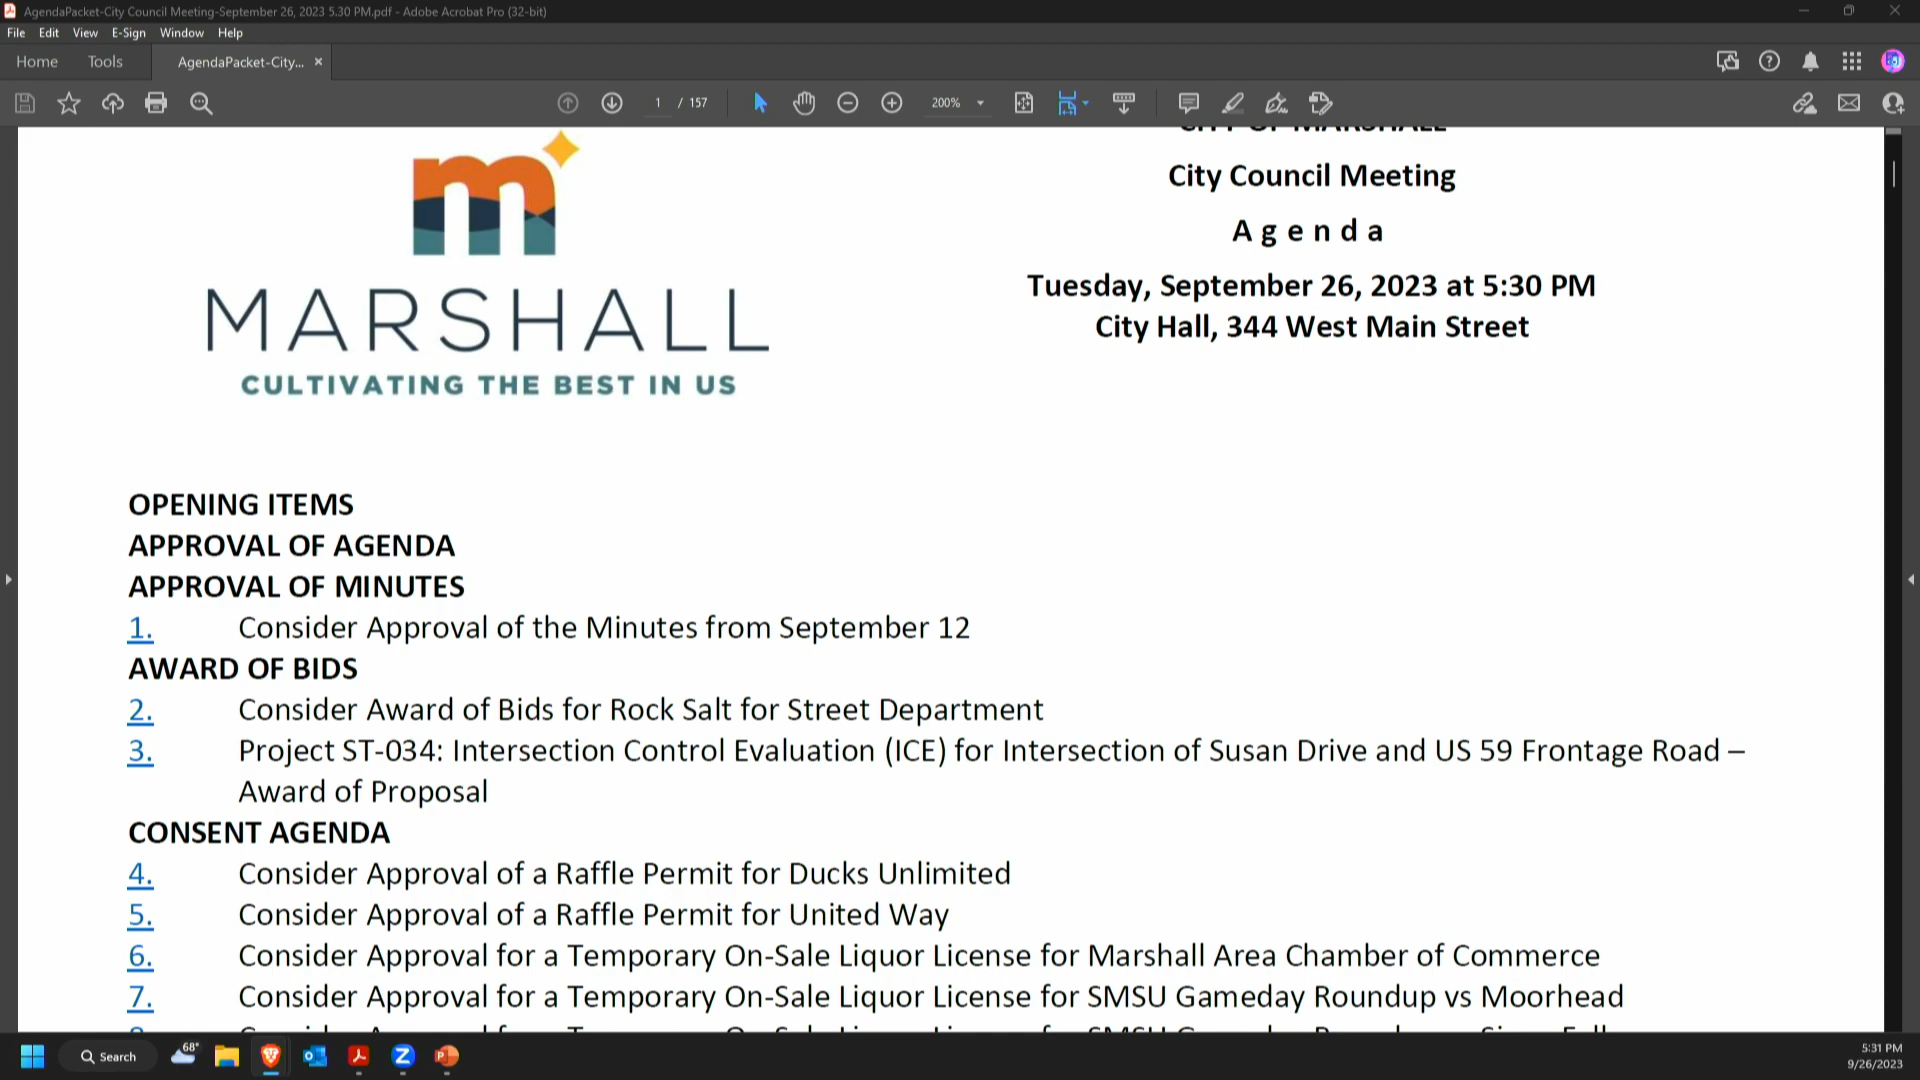 AgendaPacket-City Council Meeting-September 26, 2023 5.30 PM.pdf - Adobe Acrobat Pro (32-bit)
File Edit View E-Sign Window Help
Home Tools AgendaPacket-City... ×
1 / 157 200%
CITY OF MARSHALL
City Council Meeting
Agenda
Tuesday, September 26, 2023 at 5:30 PM
City Hall, 344 West Main Street
m
MARSHALL
CULTIVATING THE BEST IN US
OPENING ITEMS
APPROVAL OF AGENDA
APPROVAL OF MINUTES
1. Consider Approval of the Minutes from September 12
AWARD OF BIDS
2. Consider Award of Bids for Rock Salt for Street Department
3. Project ST-034: Intersection Control Evaluation (ICE) for Intersection of Susan Drive and US 59 Frontage Road –
Award of Proposal
CONSENT AGENDA
4. Consider Approval of a Raffle Permit for Ducks Unlimited
5. Consider Approval of a Raffle Permit for United Way
6. Consider Approval for a Temporary On-Sale Liquor License for Marshall Area Chamber of Commerce
7. Consider Approval for a Temporary On-Sale Liquor License for SMSU Gameday Roundup vs Moorhead
Search 68°
5:31 PM
9/26/2023